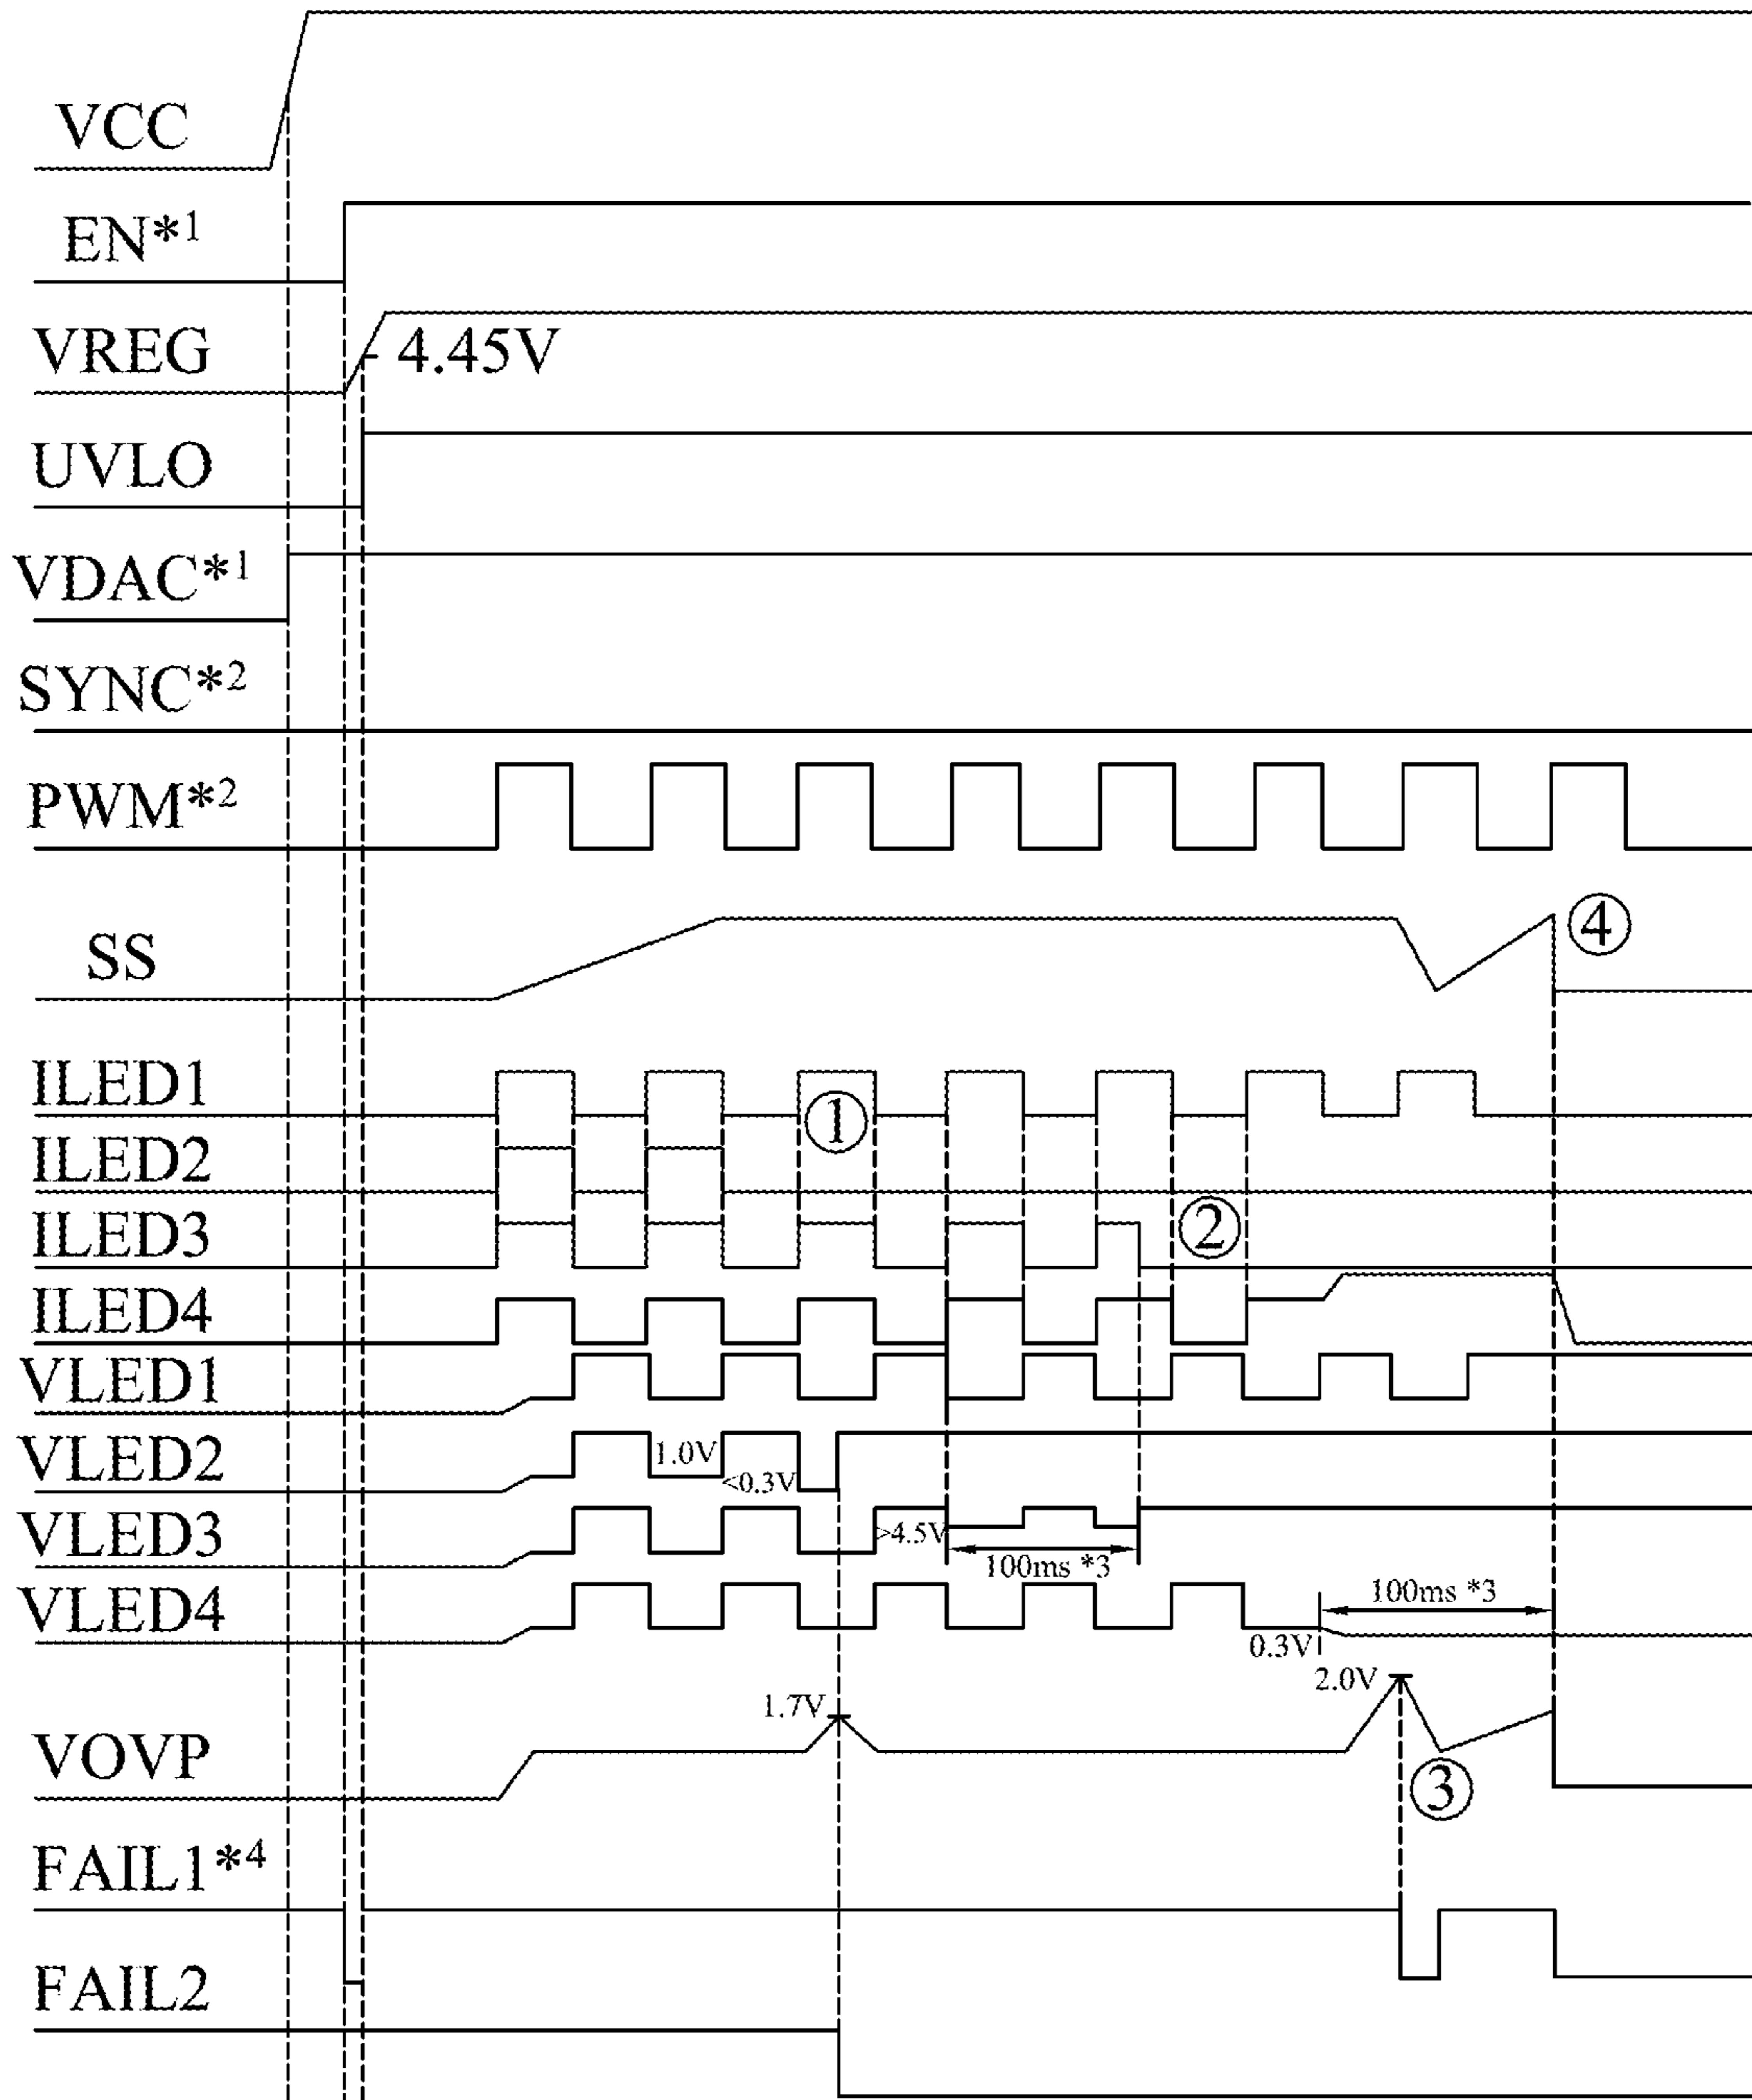 VCC
EN*1
VREG
4.45V
UVLO
VDAC*1
SYNC*2
PWM*2
SS
④
ILED1
①
ILED2
ILED3
②
ILED4
VLED1
VLED2
1.0V
<0.3V
VLED3
>4.5V
100ms *3
VLED4
100ms *3
0.3V
2.0V
1.7V
VOVP
③
FAIL1*4
FAIL2